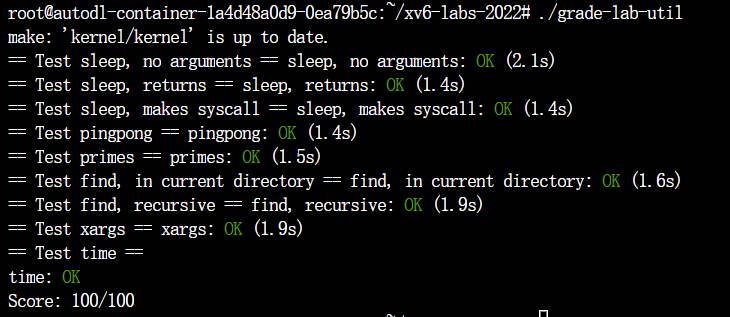 root@autodl-container-1a4d48a0d9-0ea79b5c:~/xv6-labs-2022# ./grade-lab-util
make: 'kernel/kernel' is up to date.
== Test sleep, no arguments == sleep, no arguments: OK (2.1s)
== Test sleep, returns == sleep, returns: OK (1.4s)
== Test sleep, makes syscall == sleep, makes syscall: OK (1.4s)
== Test pingpong == pingpong: OK (1.4s)
== Test primes == primes: OK (1.5s)
== Test find, in current directory == find, in current directory: OK (1.6s)
== Test find, recursive == find, recursive: OK (1.9s)
== Test xargs == xargs: OK (1.9s)
== Test time ==
time: OK
Score: 100/100